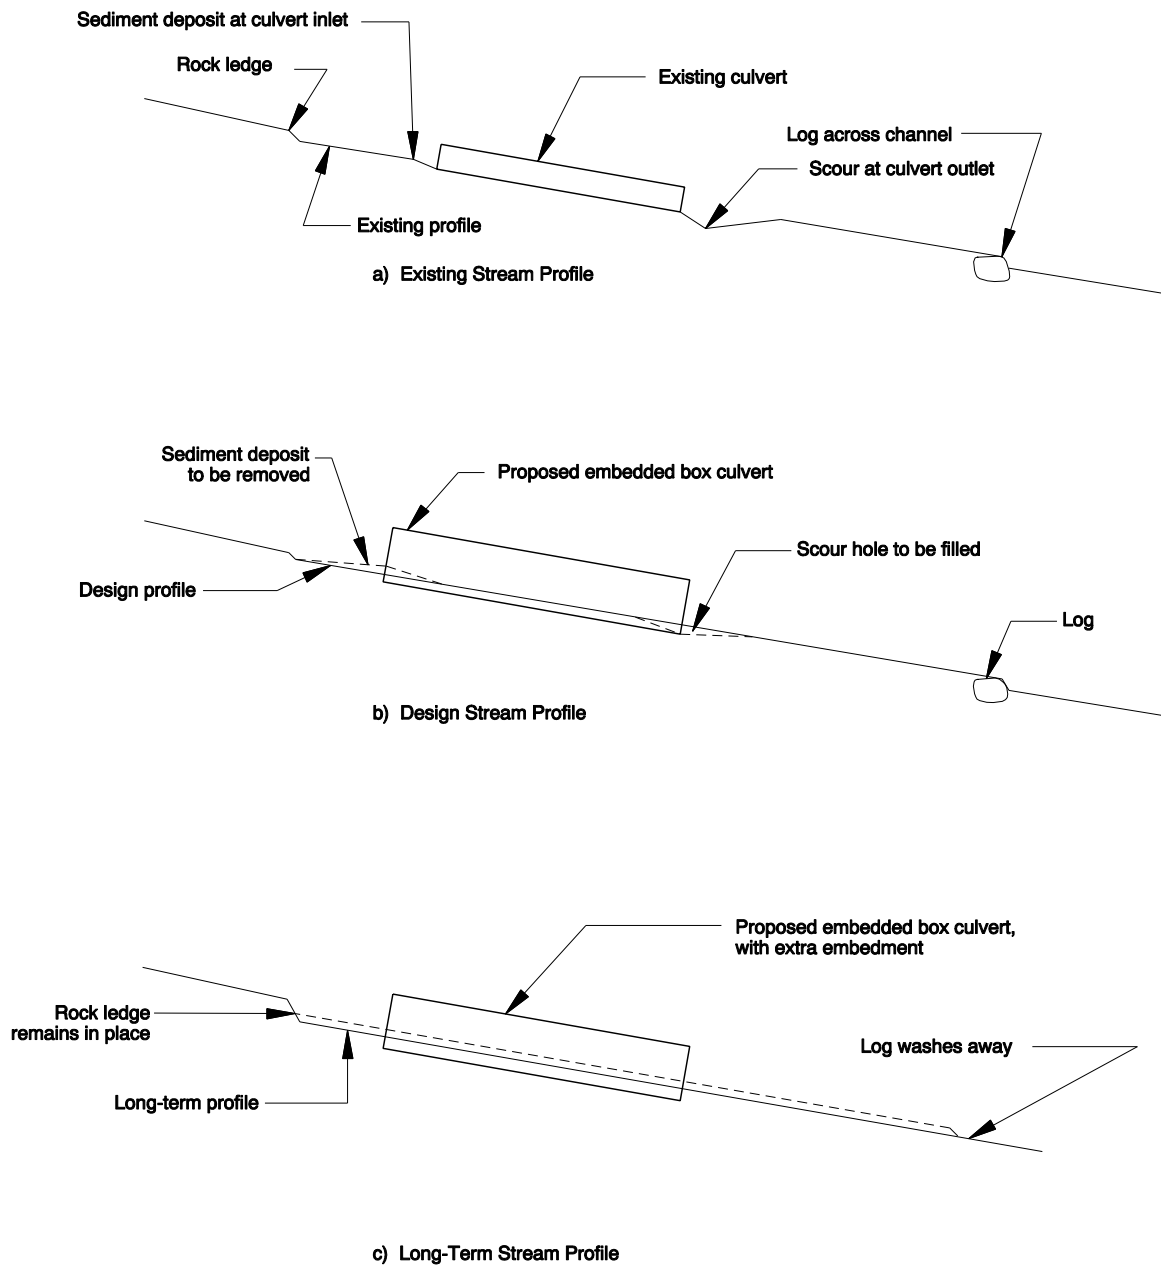 Sediment deposit at culvert inlet
Rock ledge
Existing culvert
Log across channel
Scour at culvert outlet
Existing profile
a) Existing Stream Profile
Sediment deposit
to be removed
Proposed embedded box culvert
Scour hole to be filled
Design profile
Log
b) Design Stream Profile
Proposed embedded box culvert,
with extra embedment
Rock ledge
remains in place
Log washes away
Long-term profile
c) Long-Term Stream Profile